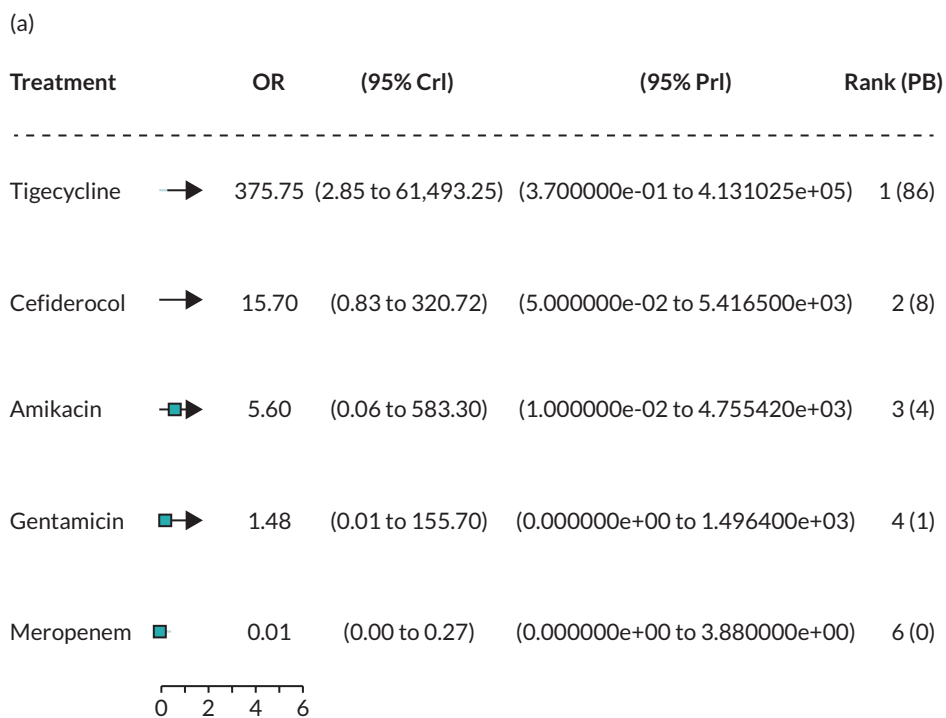 (a)
Treatment OR (95% CrI) (95% PrI) Rank (PB)
Tigecycline 375.75 (2.85 to 61,493.25) (3.700000e-01 to 4.131025e+05) 1 (86)
Cefiderocol 15.70 (0.83 to 320.72) (5.000000e-02 to 5.416500e+03) 2 (8)
Amikacin 5.60 (0.06 to 583.30) (1.000000e-02 to 4.755420e+03) 3 (4)
Gentamicin 1.48 (0.01 to 155.70) (0.000000e+00 to 1.496400e+03) 4 (1)
Meropenem 0.01 (0.00 to 0.27) (0.000000e+00 to 3.880000e+00) 6 (0)
0 2 4 6